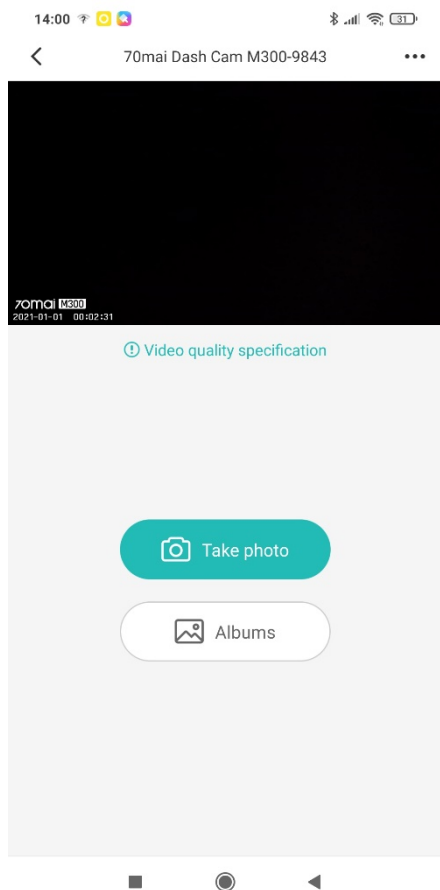 14:00
31
70mai Dash Cam M300-9843
70mai M300
2021-01-01 00:02:31
Video quality specification
Take photo
Albums